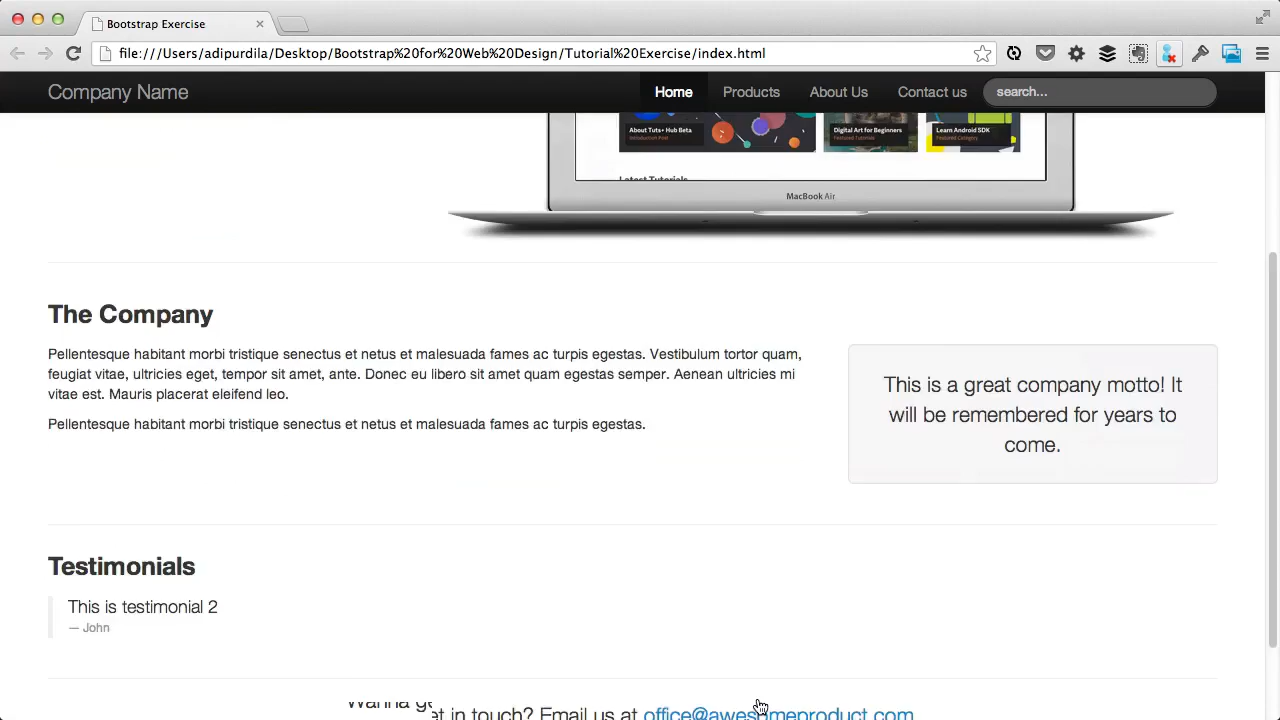 Bootstrap Exercise
file:///Users/adipurdila/Desktop/Bootstrap%20for%20Web%20Design/Tutorial%20Exercise/index.html
Company Name Home Products About Us Contact us search...
About Tuts+ Hub Beta Digital Art for Beginners Learn Android SDK
Introduction Post Featured Tutorial Featured Category
Latest Tutorials
MacBook Air
The Company
Pellentesque habitant morbi tristique senectus et netus et malesuada fames ac turpis egestas. Vestibulum tortor quam,
feugiat vitae, ultricies eget, tempor sit amet, ante. Donec eu libero sit amet quam egestas semper. Aenean ultricies mi
vitae est. Mauris placerat eleifend leo.
Pellentesque habitant morbi tristique senectus et netus et malesuada fames ac turpis egestas.
This is a great company motto! It
will be remembered for years to
come.
Testimonials
This is testimonial 2
— John
Wanna get in touch? Email us at office@awesomeproduct.com